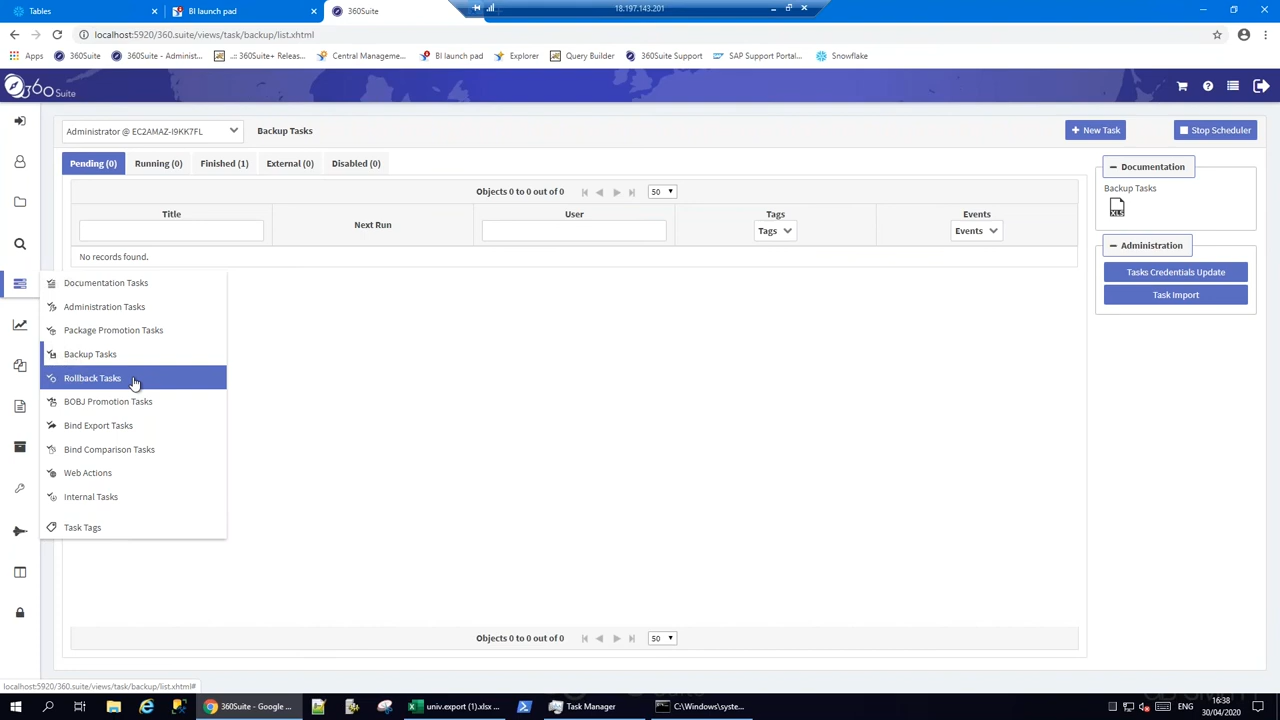 Tables
BI launch pad
360Suite
18.197.143.201
localhost:5920/360.suite/views/task/backup/list.xhtml
Apps
360Suite
360Suite - Administ...
..:: 360Suite+ Releas...
Central Manageme...
BI launch pad
Explorer
Query Builder
360Suite Support
SAP Support Portal...
Snowflake
360Suite
Administrator @ EC2AMAZ-I9KK7FL
Backup Tasks
New Task
Stop Scheduler
Pending (0)
Running (0)
Finished (1)
External (0)
Disabled (0)
Documentation
Backup Tasks
XLS
Objects 0 to 0 out of 0
50
Title
Next Run
User
Tags
Tags
Events
Events
No records found.
Administration
Tasks Credentials Update
Task Import
Documentation Tasks
Administration Tasks
Package Promotion Tasks
Backup Tasks
Rollback Tasks
BOBJ Promotion Tasks
Bind Export Tasks
Bind Comparison Tasks
Web Actions
Internal Tasks
Task Tags
Objects 0 to 0 out of 0
50
localhost:5920/360.suite/views/task/backup/list.xhtml#
360Suite - Google ...
univ.export (1).xlsx ...
Task Manager
C:\Windows\syste...
ENG
16:38
30/04/2020